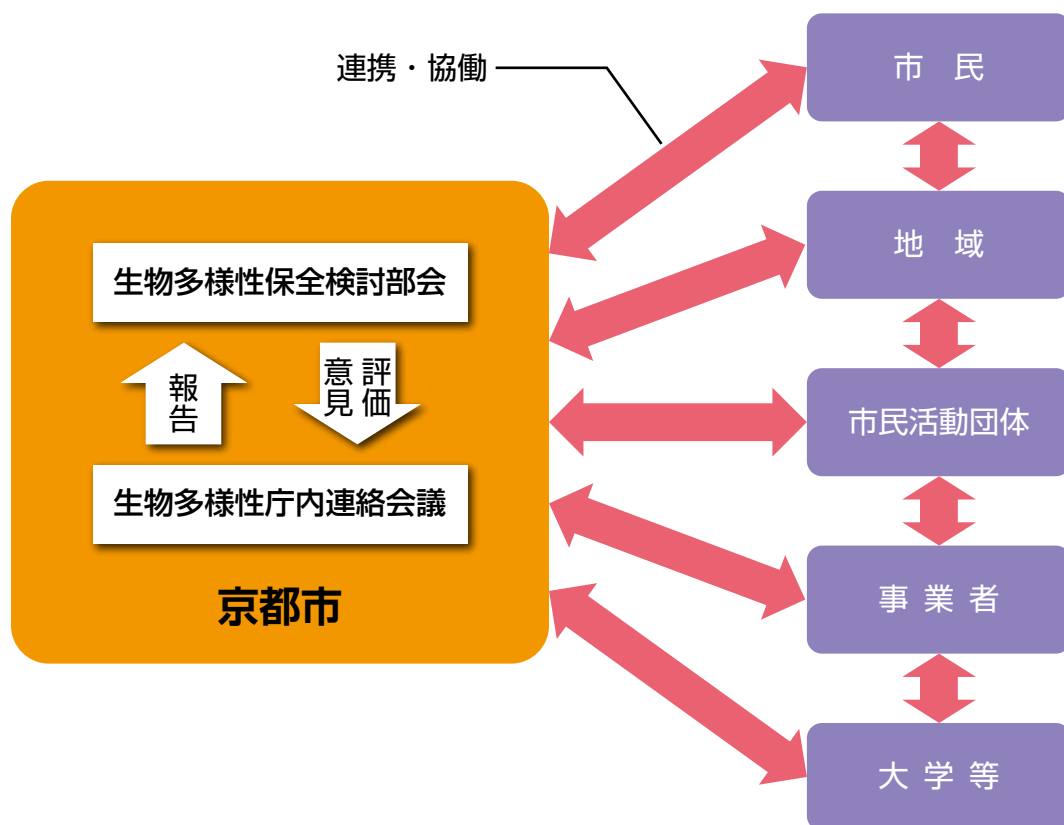 連携・協働
市　民
地　域
市民活動団体
事 業 者
大 学 等
生物多様性保全検討部会
報告
評価
意見
生物多様性庁内連絡会議
京都市